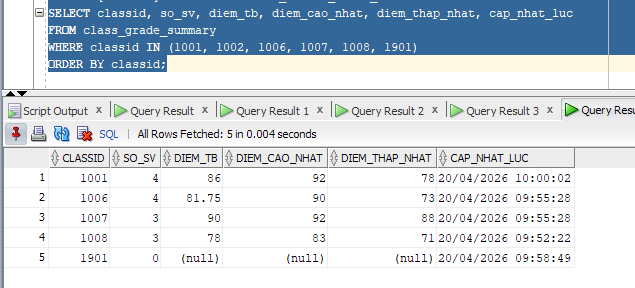 SELECT classid, so_sv, diem_tb, diem_cao_nhat, diem_thap_nhat, cap_nhat_luc
FROM class_grade_summary
WHERE classid IN (1001, 1002, 1006, 1007, 1008, 1901)
ORDER BY classid;
Script Output x Query Result x Query Result 1 x Query Result 2 x Query Result 3 x Query Resu
SQL | All Rows Fetched: 5 in 0.004 seconds
CLASSID SO_SV DIEM_TB DIEM_CAO_NHAT DIEM_THAP_NHAT CAP_NHAT_LUC
1 1001 4 86 92 78 20/04/2026 10:00:02
2 1006 4 81.75 90 73 20/04/2026 09:55:28
3 1007 3 90 92 88 20/04/2026 09:55:28
4 1008 3 78 83 71 20/04/2026 09:52:22
5 1901 0 (null) (null) (null) 20/04/2026 09:58:49